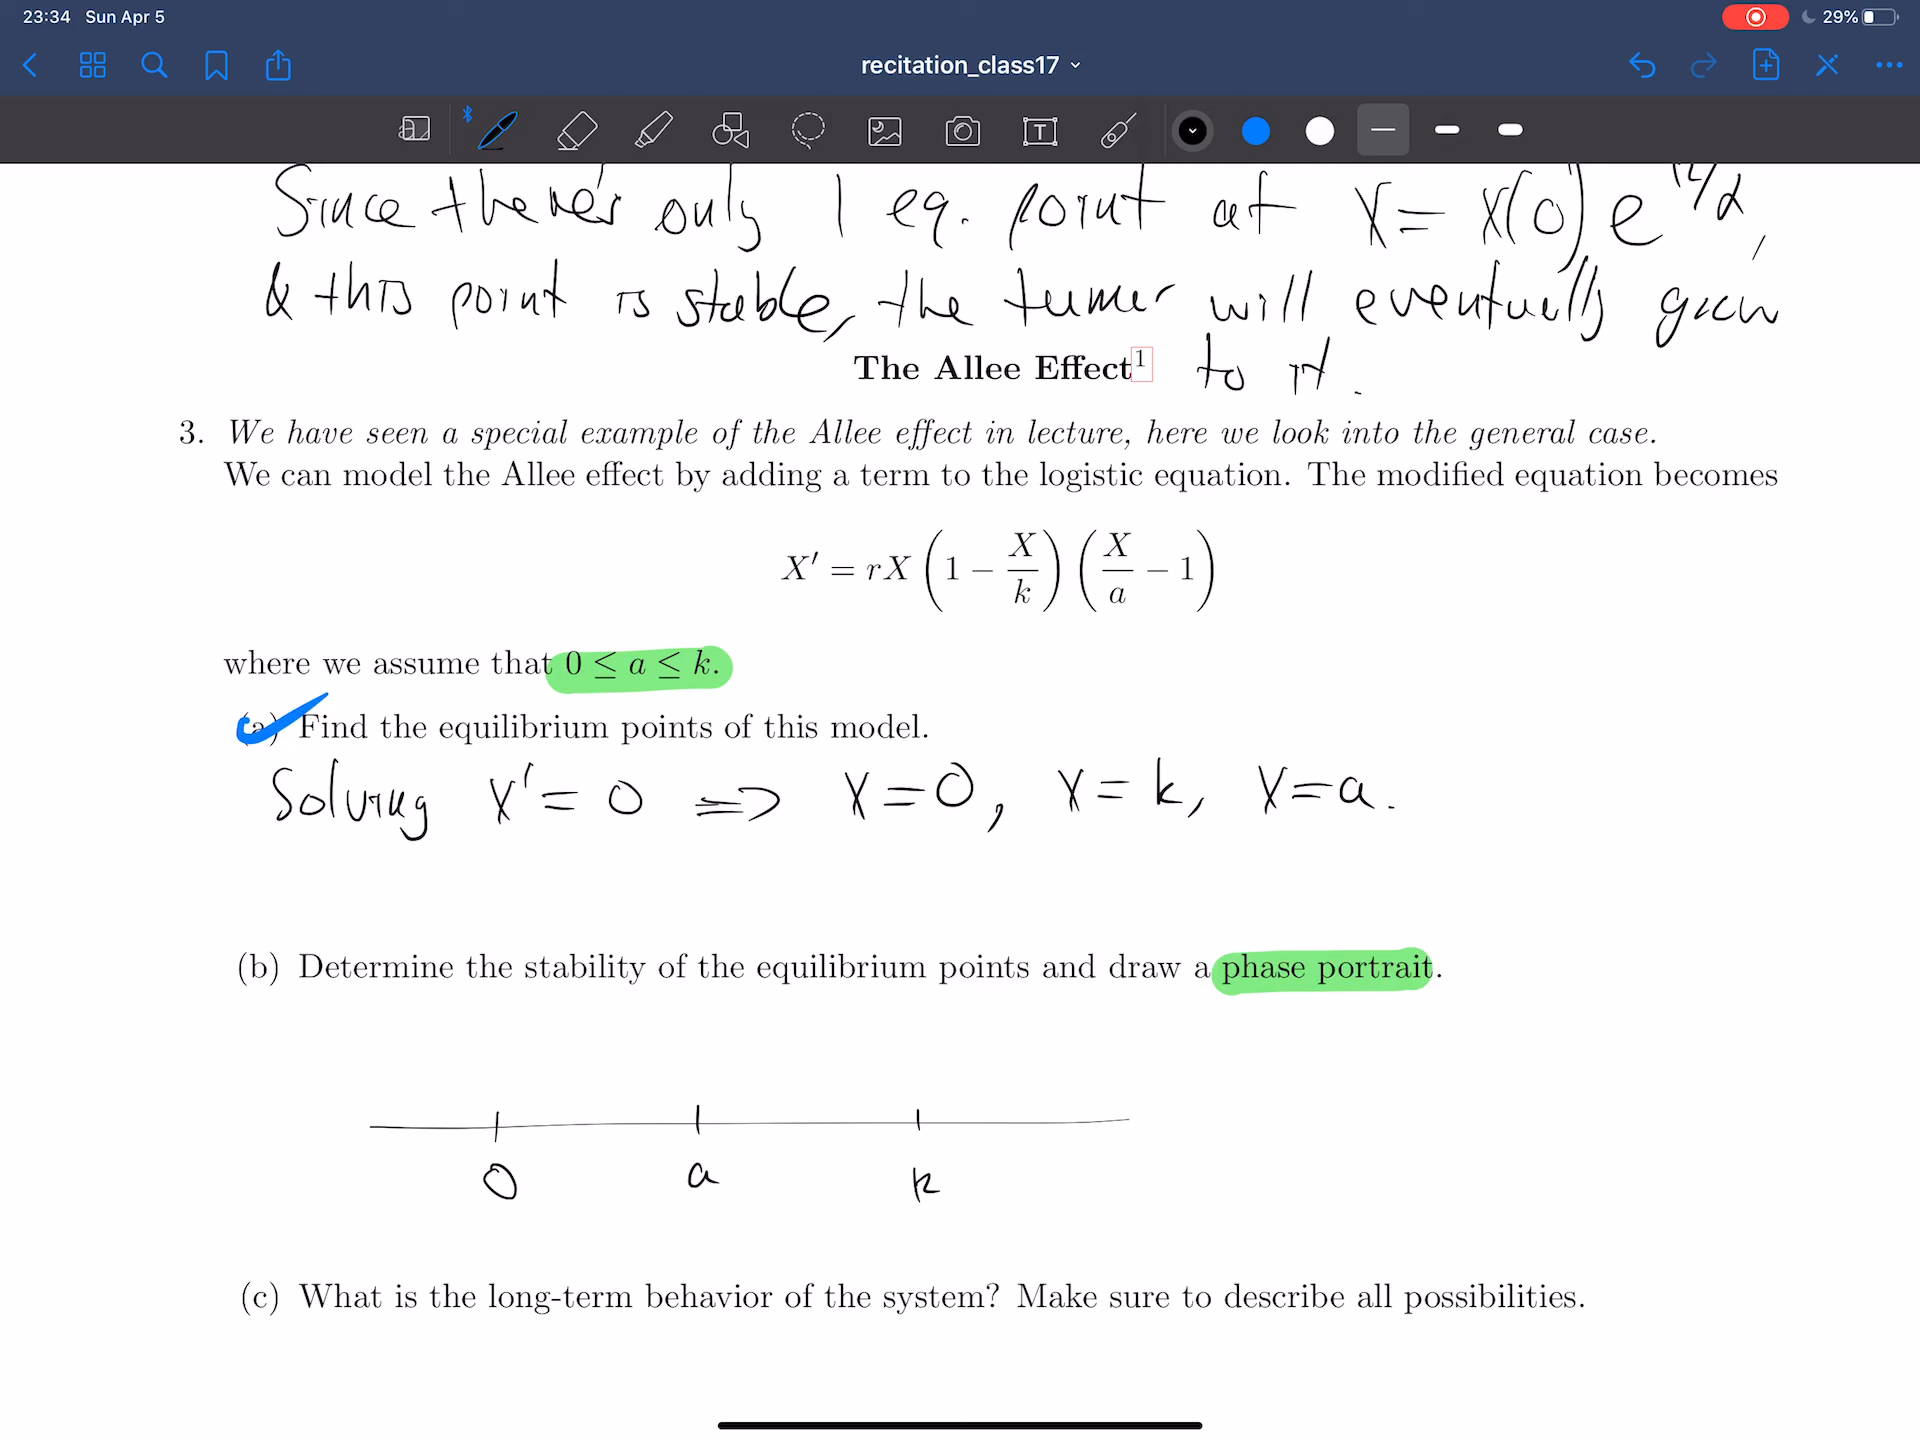 23:34 Sun Apr 5
29%
recitation_class17
Since there's only 1 eq. point at X = X(0) e
& this point is stable, the tumor will eventually grow
The Allee Effect¹ to it.
3. We have seen a special example of the Allee effect in lecture, here we look into the general case.
We can model the Allee effect by adding a term to the logistic equation. The modified equation becomes
X′ = rX (1 − X/k) (X/a − 1)
where we assume that 0 ≤ a ≤ k.
(a) Find the equilibrium points of this model.
Solving X′ = 0 => X = 0, X = k, X = a.
(b) Determine the stability of the equilibrium points and draw a phase portrait.
0 a k
(c) What is the long-term behavior of the system? Make sure to describe all possibilities.